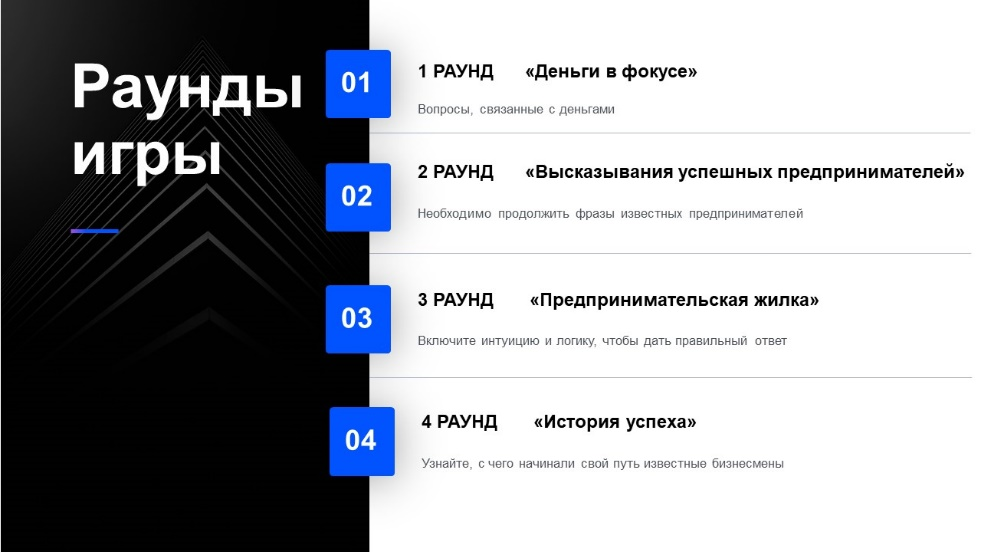 Раунды
игры
01
1 РАУНД «Деньги в фокусе»
Вопросы, связанные с деньгами
02
2 РАУНД «Высказывания успешных предпринимателей»
Необходимо продолжить фразы известных предпринимателей
03
3 РАУНД «Предпринимательская жилка»
Включите интуицию и логику, чтобы дать правильный ответ
04
4 РАУНД «История успеха»
Узнайте, с чего начинали свой путь известные бизнесмены